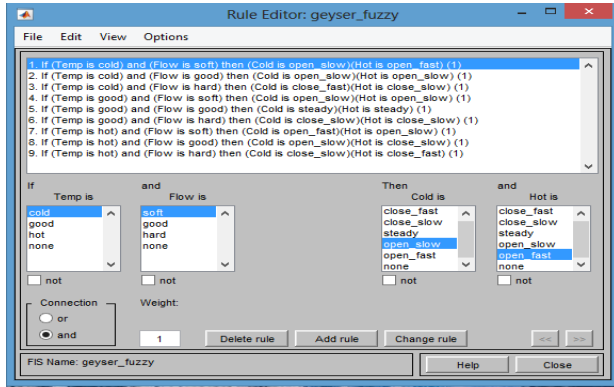 Rule Editor: geyser_fuzzy
File Edit View Options
1. If (Temp is cold) and (Flow is soft) then (Cold is open_slow)(Hot is open_fast) (1)
2. If (Temp is cold) and (Flow is good) then (Cold is open_slow)(Hot is open_slow) (1)
3. If (Temp is cold) and (Flow is hard) then (Cold is close_fast)(Hot is close_slow) (1)
4. If (Temp is good) and (Flow is soft) then (Cold is open_slow)(Hot is open_slow) (1)
5. If (Temp is good) and (Flow is good) then (Cold is steady)(Hot is steady) (1)
6. If (Temp is good) and (Flow is hard) then (Cold is close_slow)(Hot is close_slow) (1)
7. If (Temp is hot) and (Flow is soft) then (Cold is open_fast)(Hot is open_slow) (1)
8. If (Temp is hot) and (Flow is good) then (Cold is open_slow)(Hot is close_slow) (1)
9. If (Temp is hot) and (Flow is hard) then (Cold is close_slow)(Hot is close_fast) (1)
If and Then and
Temp is Flow is Cold is Hot is
cold soft close_fast close_fast
good good close_slow close_slow
hot hard steady steady
none none open_slow open_slow
open_fast open_fast
none none
not not not not
Connection Weight:
or
and 1 Delete rule Add rule Change rule << >>
FIS Name: geyser_fuzzy Help Close